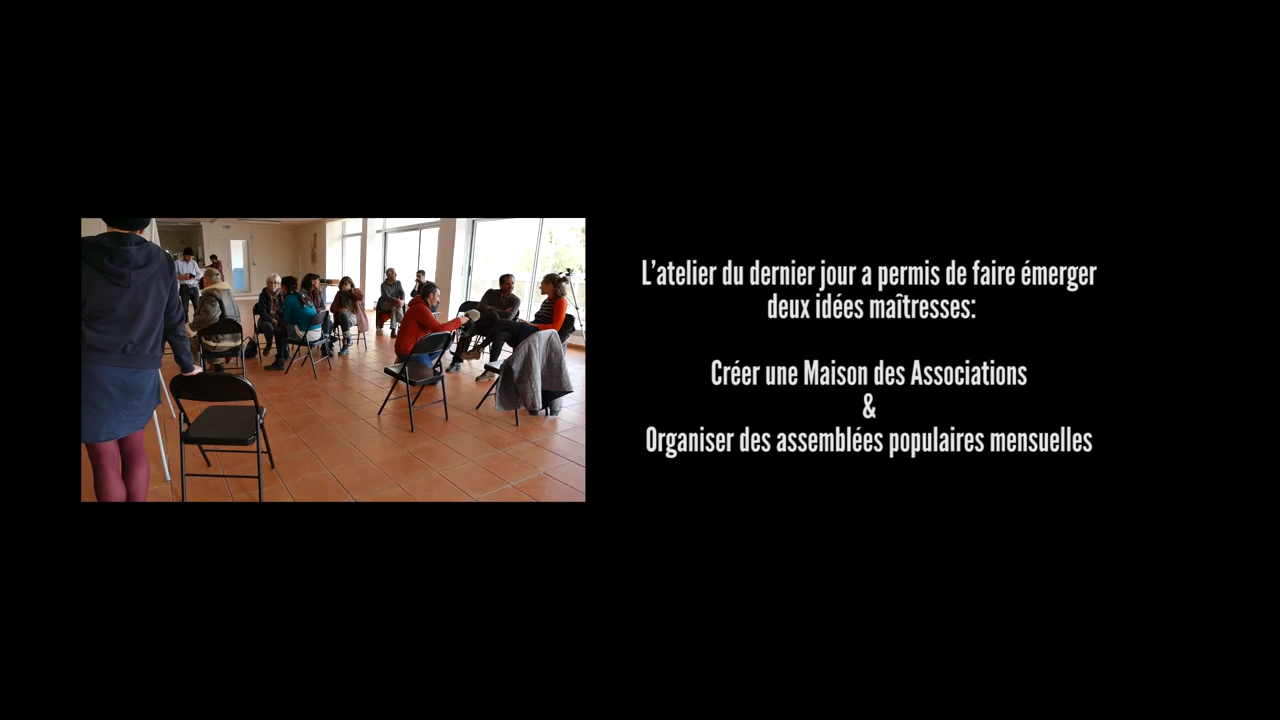 L'atelier du dernier jour a permis de faire émerger
deux idées maîtresses:
Créer une Maison des Associations
&
Organiser des assemblées populaires mensuelles